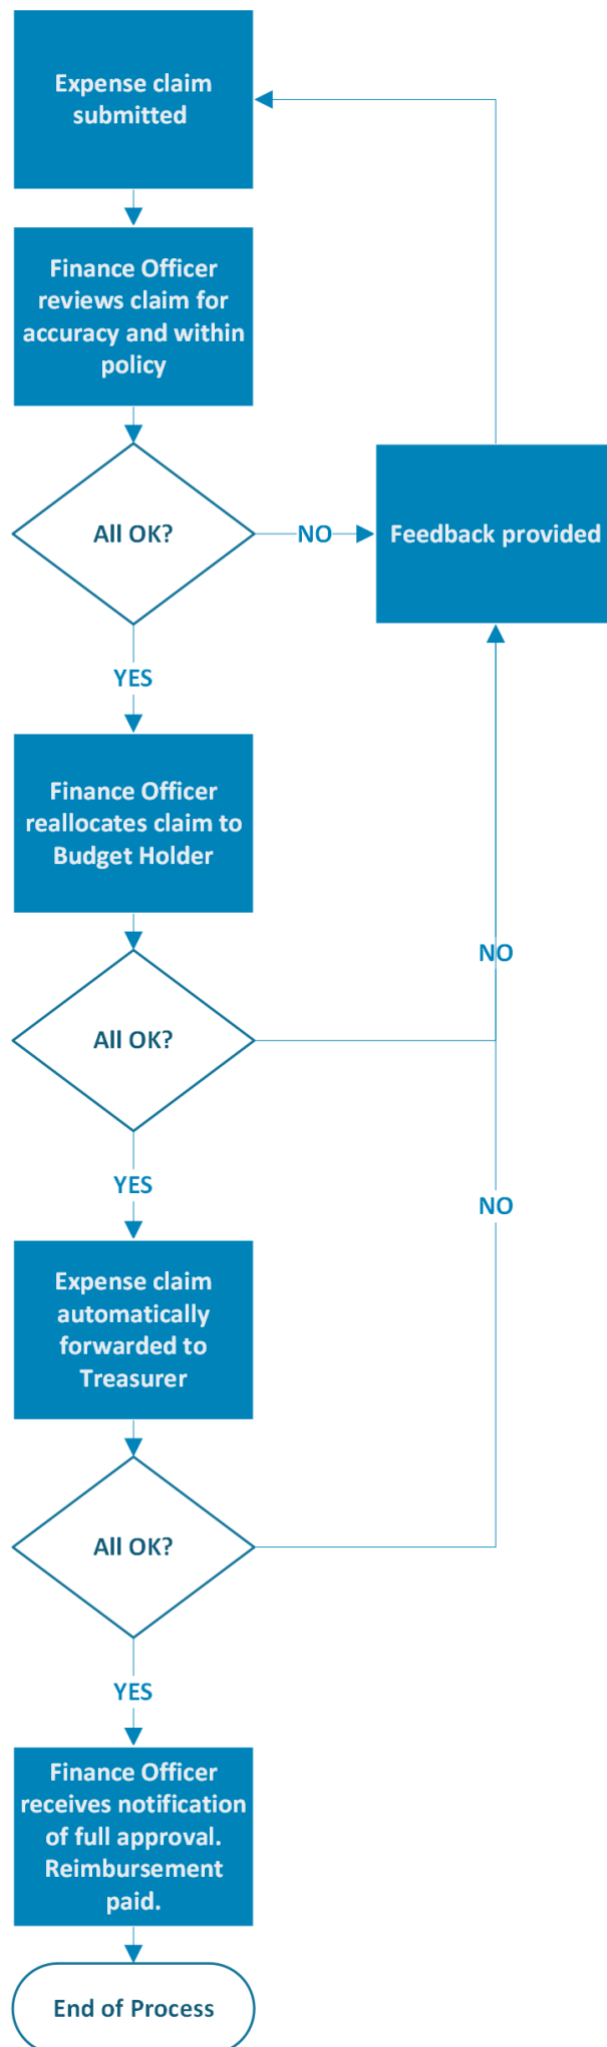 Expense claim
submitted
Finance Officer
reviews claim for
accuracy and within
policy
All OK?
NO
Feedback provided
YES
Finance Officer
reallocates claim to
Budget Holder
NO
All OK?
YES
NO
Expense claim
automatically
forwarded to
Treasurer
All OK?
YES
Finance Officer
receives notification
of full approval.
Reimbursement
paid.
End of Process